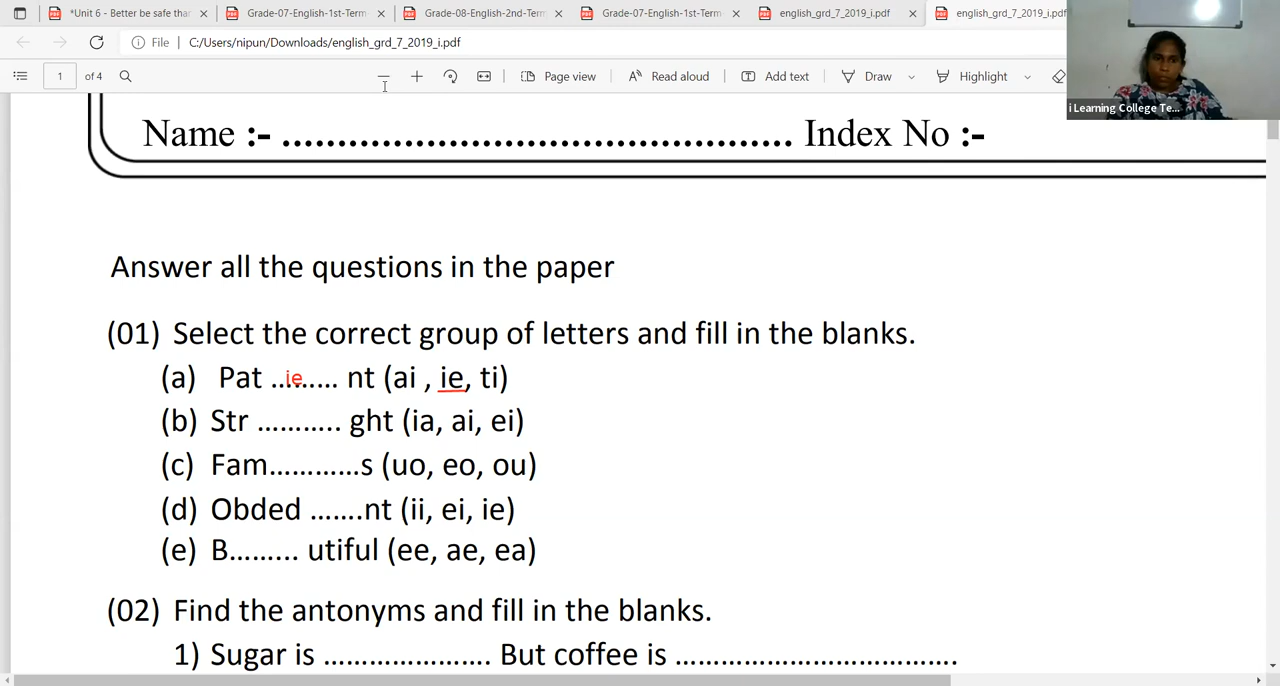 *Unit 6 - Better be safe than
Grade-07-English-1st-Term
Grade-08-English-2nd-Term
Grade-07-English-1st-Term
english_grd_7_2019_i.pdf
english_grd_7_2019_i.pdf
File C:/Users/nipun/Downloads/english_grd_7_2019_i.pdf
1 of 4 Page view Read aloud Add text Draw Highlight
i Learning College Te...
Name :- .............................................. Index No :-
Answer all the questions in the paper
(01) Select the correct group of letters and fill in the blanks.
(a) Pat ...ie...... nt (ai , ie, ti)
(b) Str ........... ght (ia, ai, ei)
(c) Fam............s (uo, eo, ou)
(d) Obded .......nt (ii, ei, ie)
(e) B......... utiful (ee, ae, ea)
(02) Find the antonyms and fill in the blanks.
1) Sugar is ...................... But coffee is .....................................